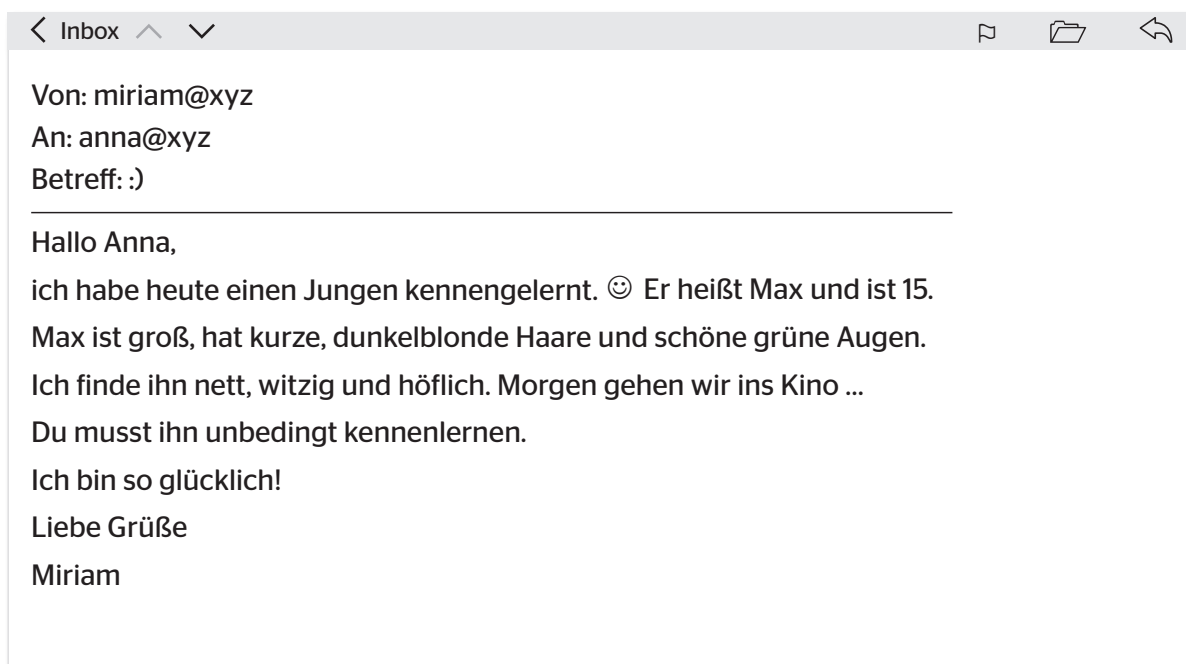 Inbox
Von: miriam@xyz
An: anna@xyz
Betreff: :)
Hallo Anna,
ich habe heute einen Jungen kennengelernt. ☺ Er heißt Max und ist 15.
Max ist groß, hat kurze, dunkelblonde Haare und schöne grüne Augen.
Ich finde ihn nett, witzig und höflich. Morgen gehen wir ins Kino ...
Du musst ihn unbedingt kennenlernen.
Ich bin so glücklich!
Liebe Grüße
Miriam